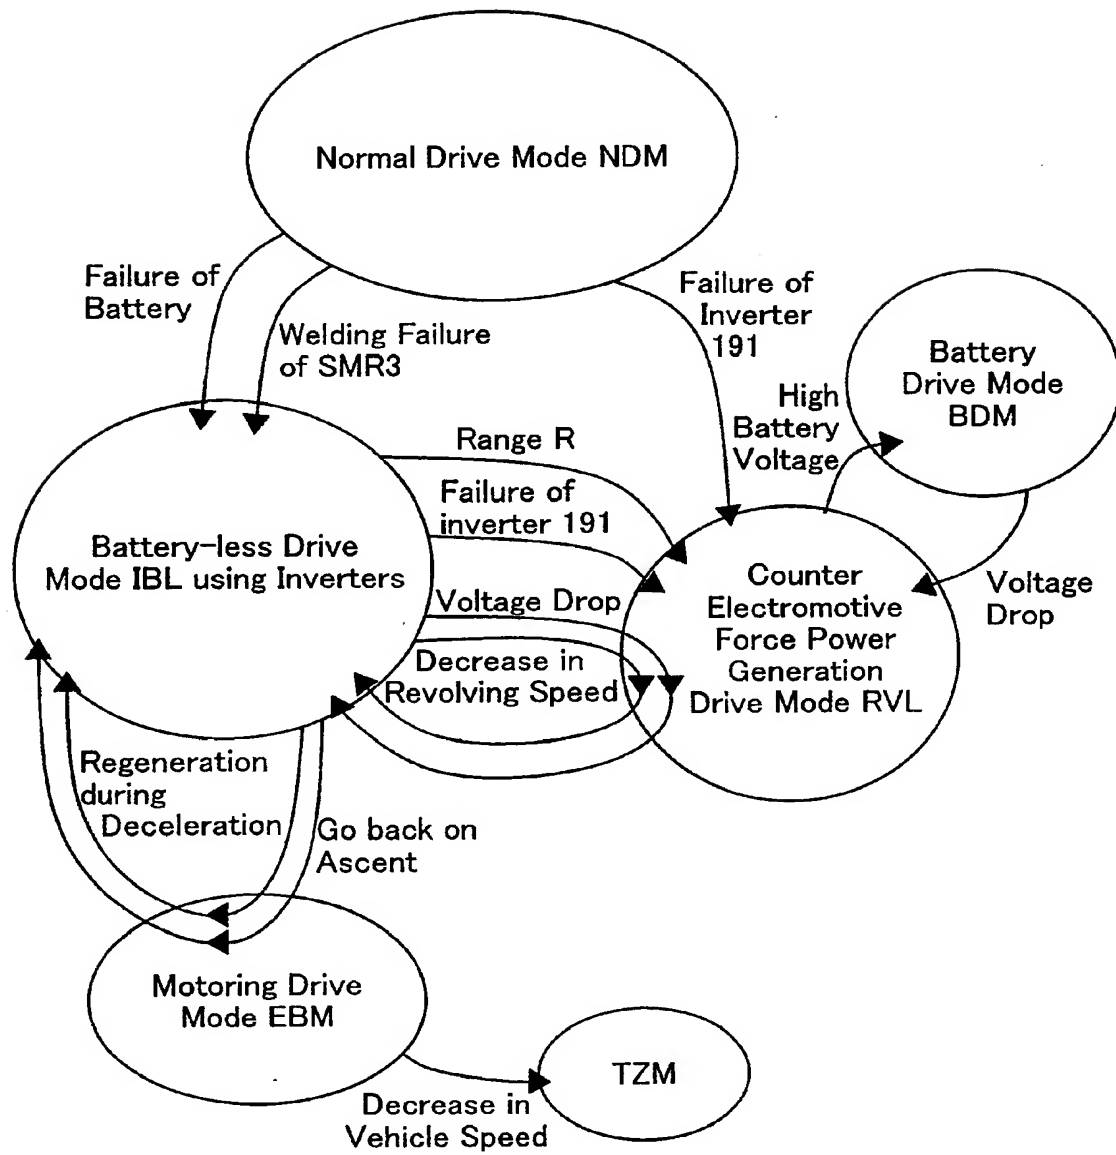 Normal Drive Mode NDM
Failure of
Battery
Welding Failure
of SMR3
Failure of
Inverter
191
Battery
Drive Mode
BDM
High
Battery
Voltage
Range R
Failure of
inverter 191
Battery-less Drive
Mode IBL using Inverters
Voltage Drop
Decrease in
Revolving Speed
Counter
Electromotive
Force Power
Generation
Drive Mode RVL
Voltage
Drop
Regeneration
during
Deceleration
Go back on
Ascent
Motoring Drive
Mode EBM
TZM
Decrease in
Vehicle Speed